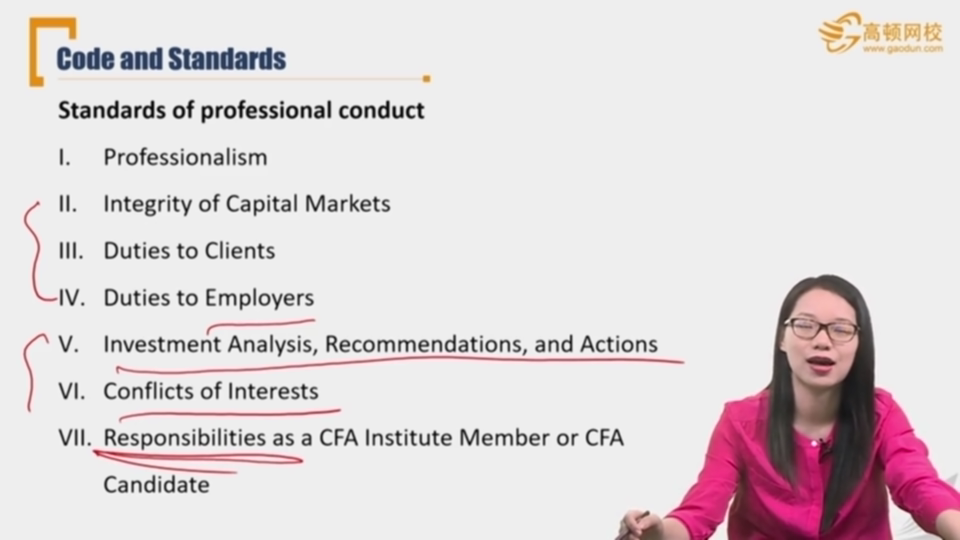 高顿网校
www.gaodun.com
Code and Standards
Standards of professional conduct
I. Professionalism
II. Integrity of Capital Markets
III. Duties to Clients
IV. Duties to Employers
V. Investment Analysis, Recommendations, and Actions
VI. Conflicts of Interests
VII. Responsibilities as a CFA Institute Member or CFA
Candidate